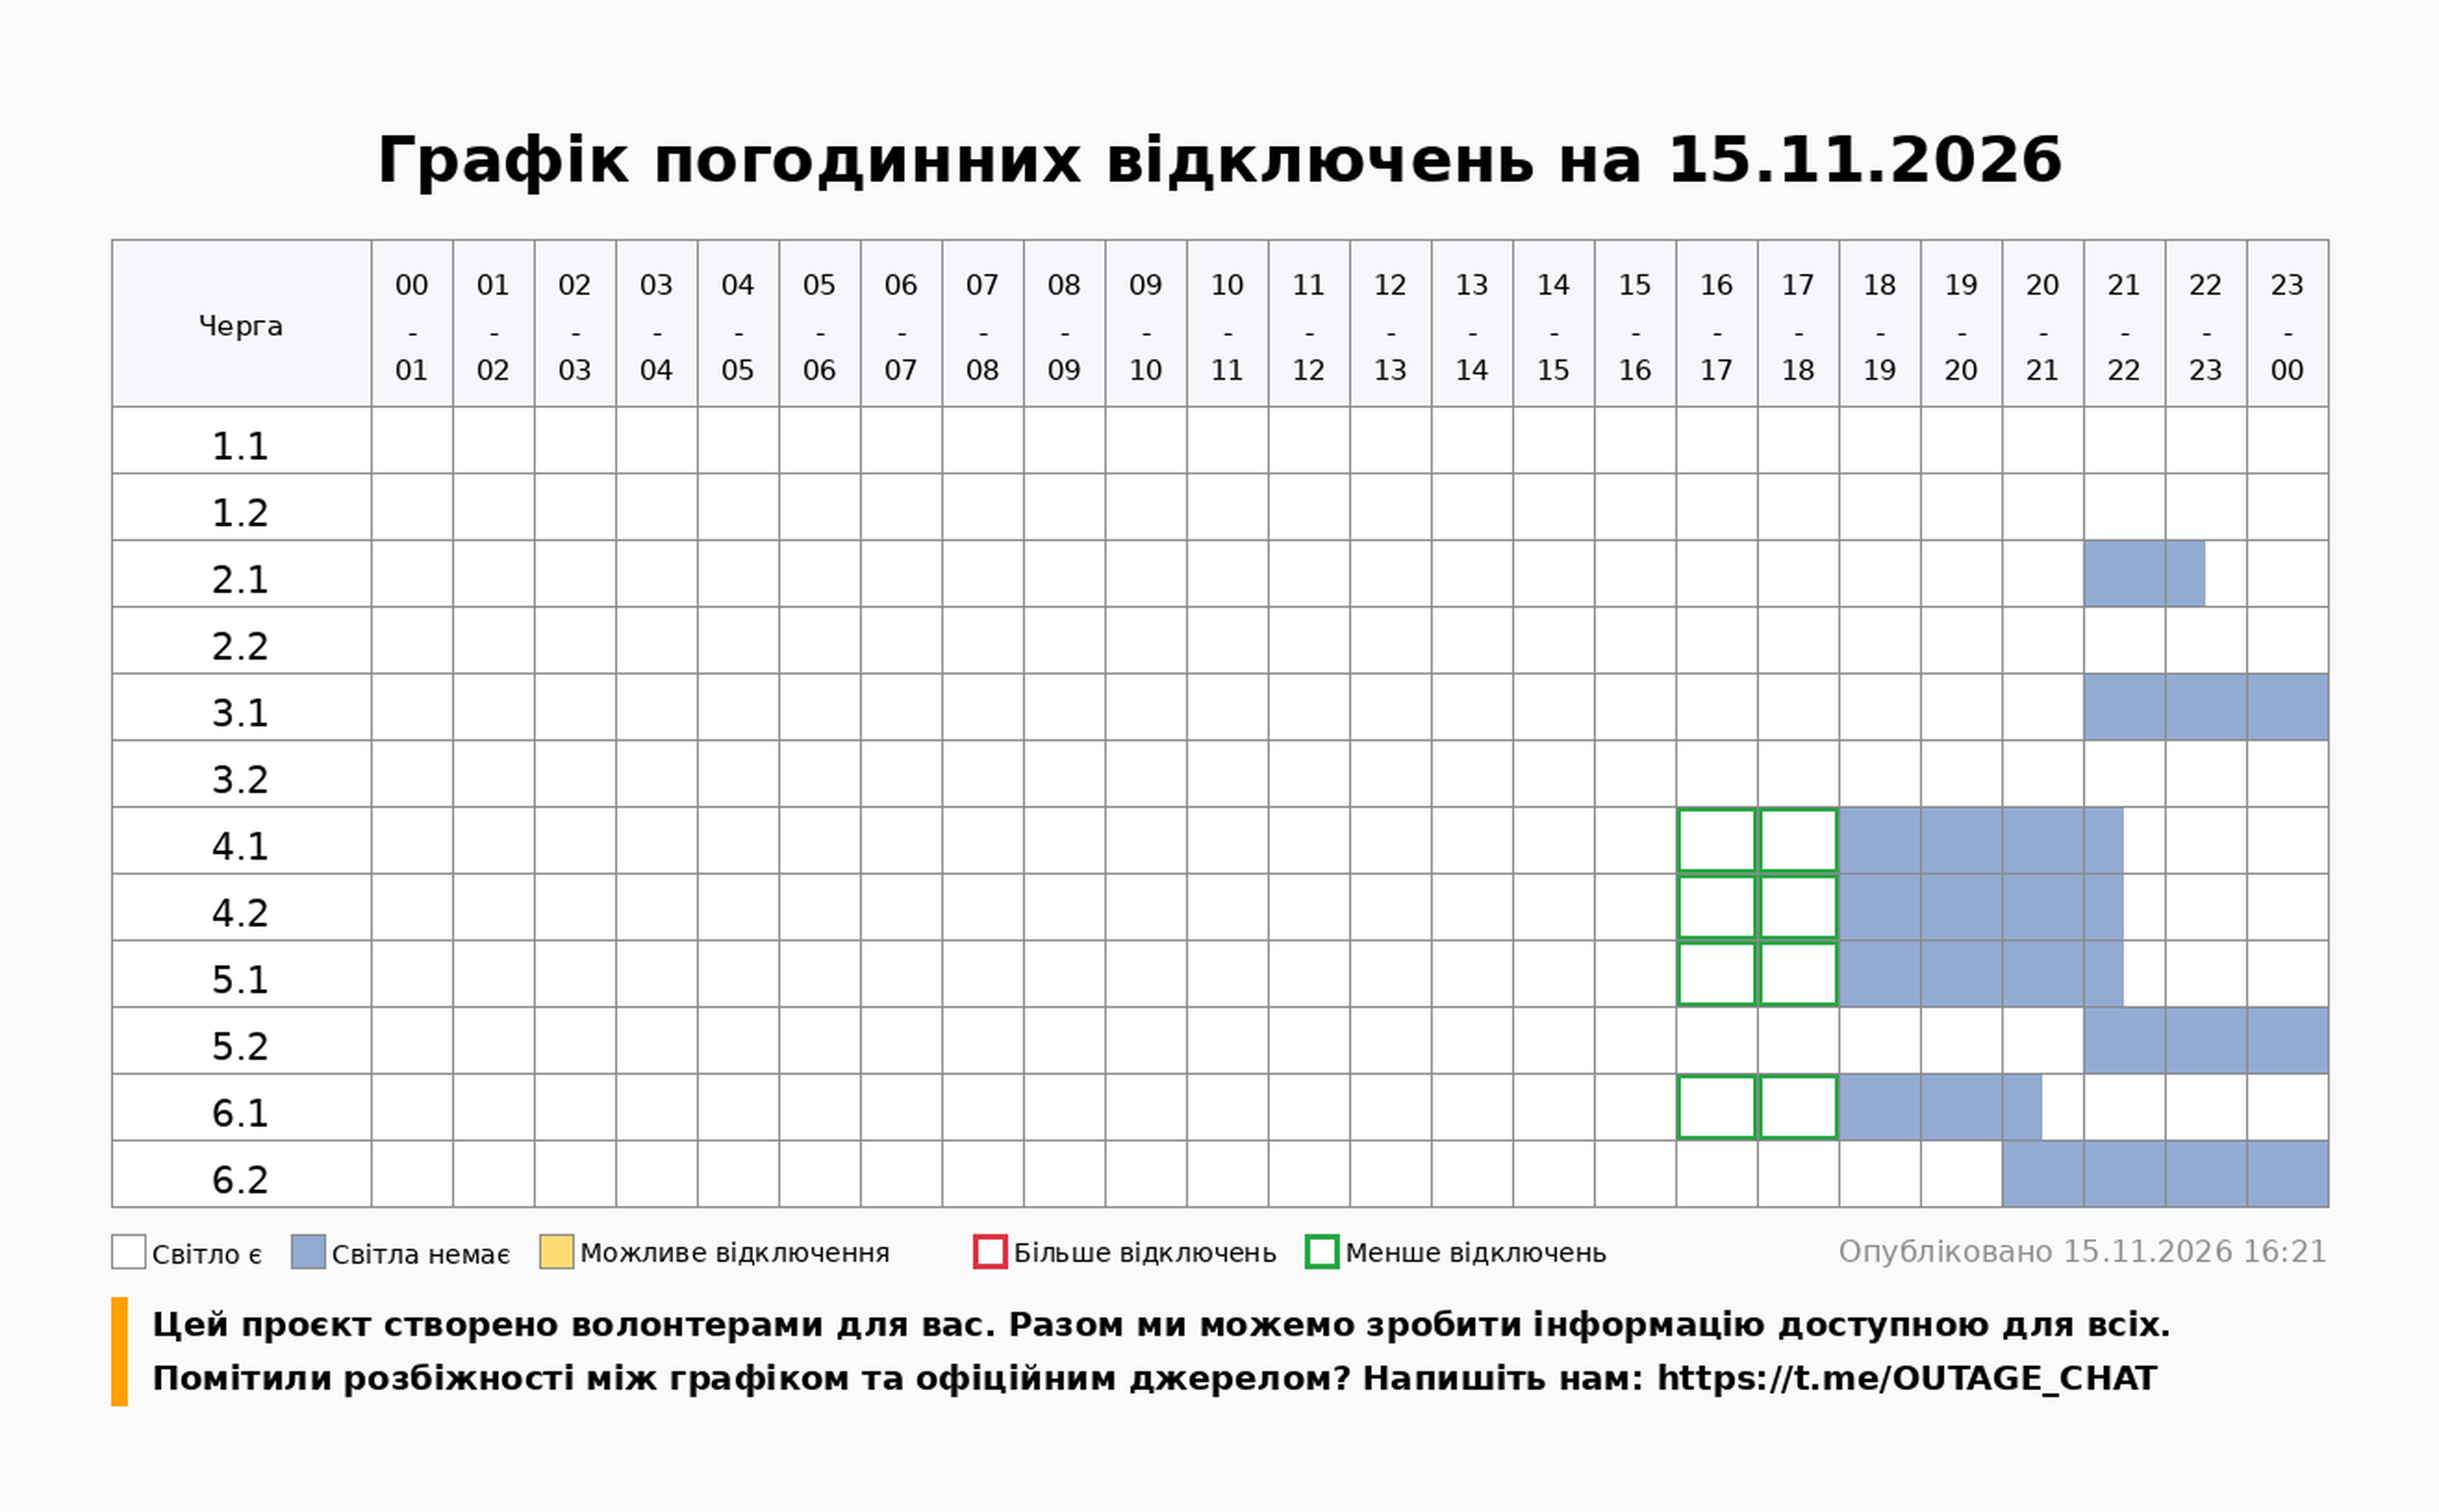 Графік погодинних відключень на 15.11.2026
Черга 00 - 01 01 - 02 02 - 03 03 - 04 04 - 05 05 - 06 06 - 07 07 - 08 08 - 09 09 - 10 10 - 11 11 - 12 12 - 13 13 - 14 14 - 15 15 - 16 16 - 17 17 - 18 18 - 19 19 - 20 20 - 21 21 - 22 22 - 23 23 - 00
1.1
1.2
2.1
2.2
3.1
3.2
4.1
4.2
5.1
5.2
6.1
6.2
Світло є Світла немає Можливе відключення Більше відключень Менше відключень Опубліковано 15.11.2026 16:21
Цей проєкт створено волонтерами для вас. Разом ми можемо зробити інформацію доступною для всіх.
Помітили розбіжності між графіком та офіційним джерелом? Напишіть нам: https://t.me/OUTAGE_CHAT